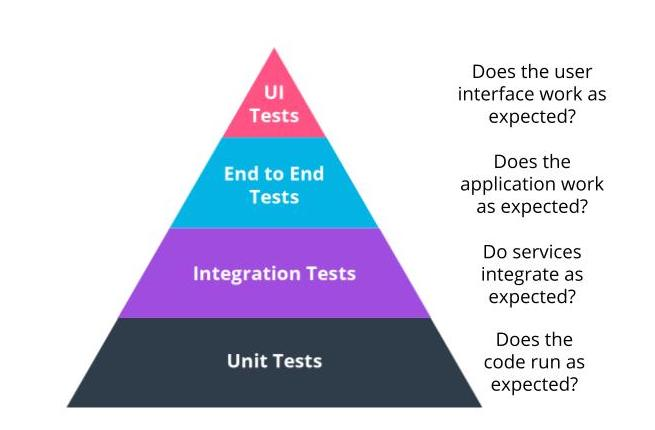 UI
Tests
Does the user
interface work as
expected?
End to End
Tests
Does the
application work
as expected?
Integration Tests
Do services
integrate as
expected?
Unit Tests
Does the
code run as
expected?